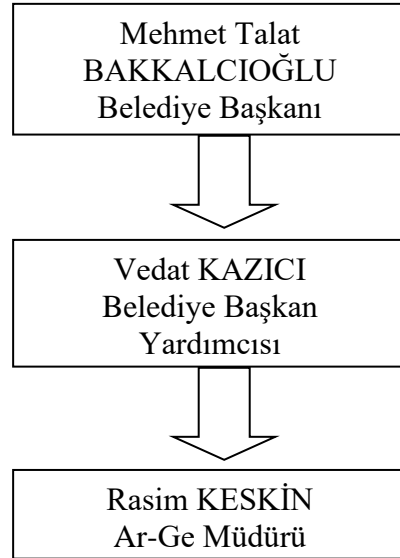 Mehmet Talat
BAKKALCIOĞLU
Belediye Başkanı
Vedat KAZICI
Belediye Başkan
Yardımcısı
Rasim KESKİN
Ar-Ge Müdürü